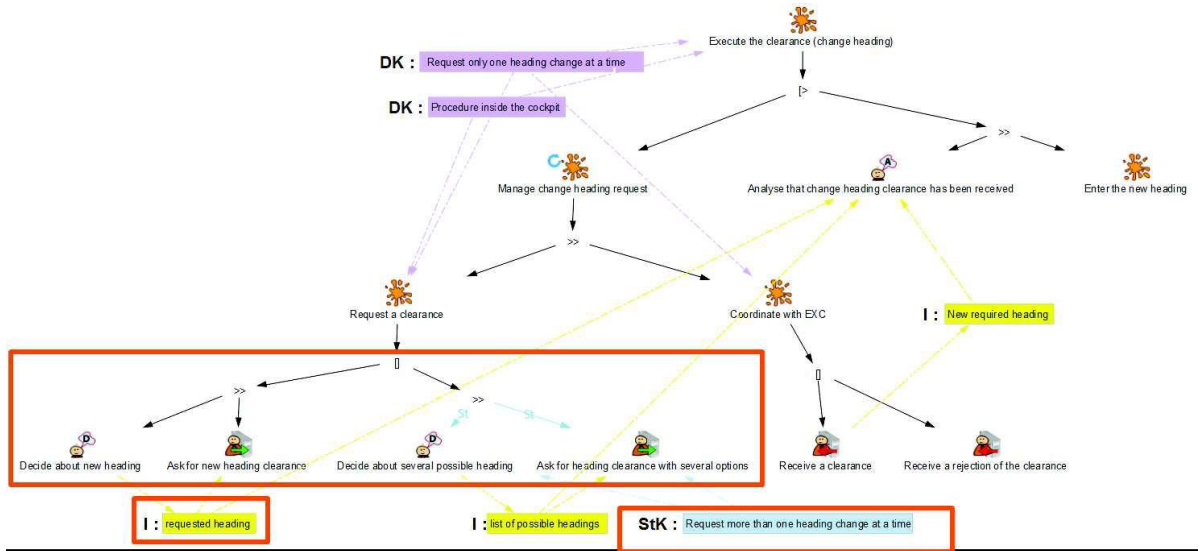 Execute the clearance (change heading)
DK : Request only one heading change at a time
[>
DK : Procedure inside the cockpit
>>
A
Manage change heading request
Analyse that change heading clearance has been received
Enter the new heading
>>
Request a clearance
Coordinate with EXC
I : New required heading
[]
[]
>>
>>
St
St
D
D
Decide about new heading
Ask for new heading clearance
Decide about several possible heading
Ask for heading clearance with several options
Receive a clearance
Receive a rejection of the clearance
I : requested heading
I : list of possible headings
StK : Request more than one heading change at a time